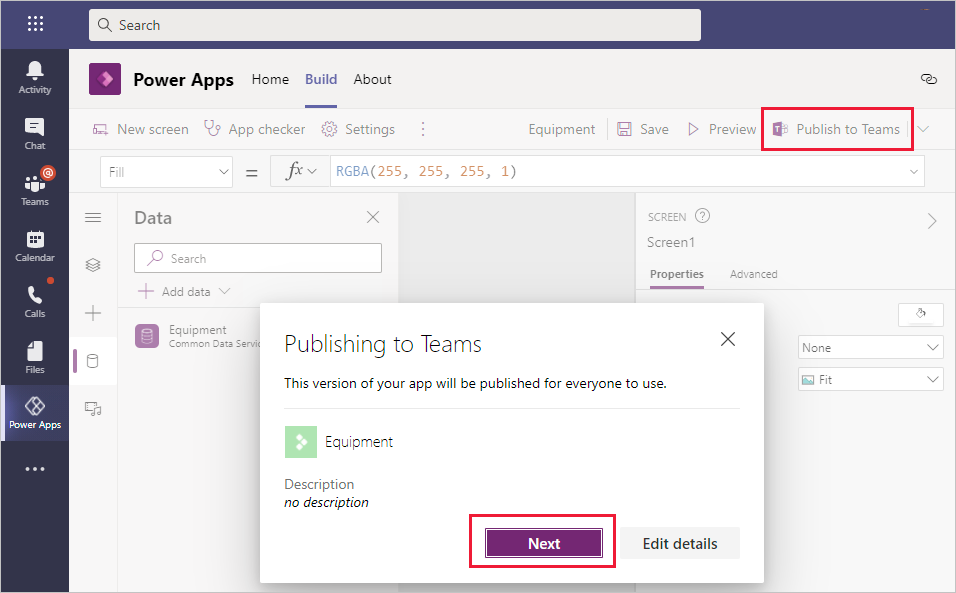 Search
Activity
Chat
Teams
Calendar
Calls
Files
Power Apps
Power Apps Home Build About
New screen App checker Settings Equipment Save Preview Publish to Teams
Fill = fx RGBA(255, 255, 255, 1)
Data
Search
Add data
Equipment
Common Data Servic
SCREEN
Screen1
Properties Advanced
None
Fit
Publishing to Teams
This version of your app will be published for everyone to use.
Equipment
Description
no description
Next Edit details